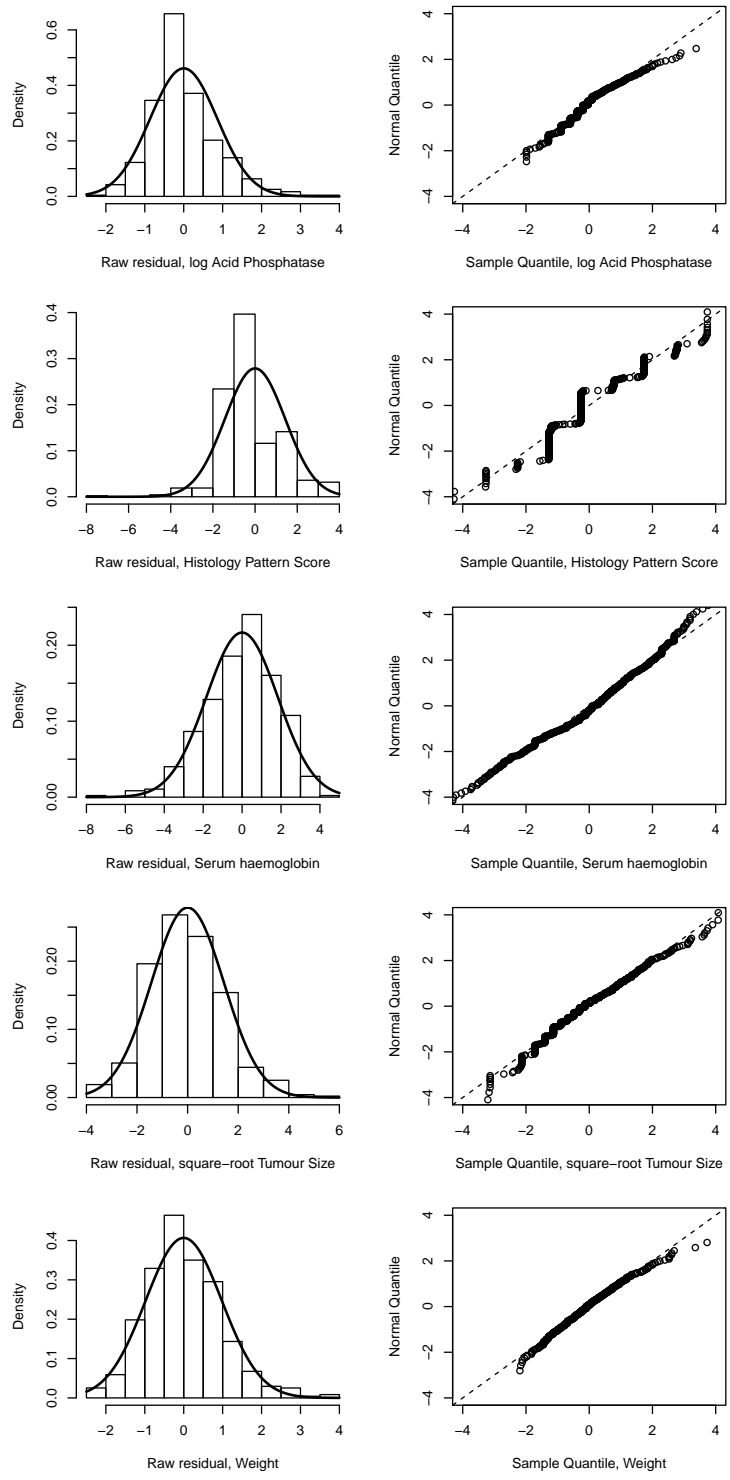 Density
0.0 0.2 0.4 0.6
−2 −1 0 1 2 3 4
Raw residual, log Acid Phosphatase
Normal Quantile
−4 −2 0 2 4
−4 −2 0 2 4
Sample Quantile, log Acid Phosphatase
Density
0.0 0.1 0.2 0.3 0.4
−8 −6 −4 −2 0 2 4
Raw residual, Histology Pattern Score
Normal Quantile
−4 −2 0 2 4
−4 −2 0 2 4
Sample Quantile, Histology Pattern Score
Density
0.00 0.10 0.20
−8 −6 −4 −2 0 2 4
Raw residual, Serum haemoglobin
Normal Quantile
−4 −2 0 2 4
−4 −2 0 2 4
Sample Quantile, Serum haemoglobin
Density
0.00 0.10 0.20
−4 −2 0 2 4 6
Raw residual, square−root Tumour Size
Normal Quantile
−4 −2 0 2 4
−4 −2 0 2 4
Sample Quantile, square−root Tumour Size
Density
0.0 0.1 0.2 0.3 0.4
−2 −1 0 1 2 3 4
Raw residual, Weight
Normal Quantile
−4 −2 0 2 4
−4 −2 0 2 4
Sample Quantile, Weight